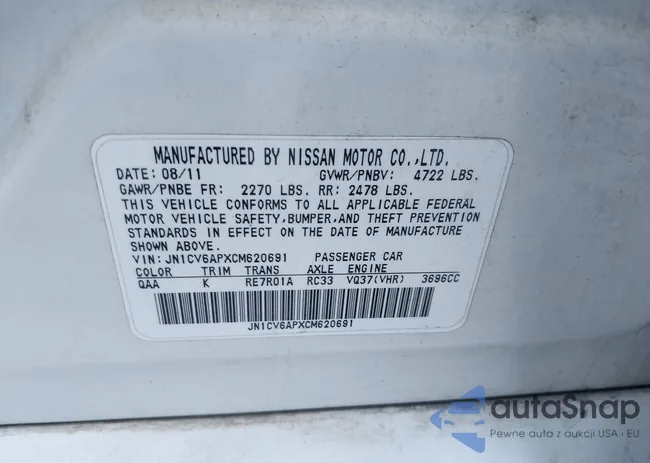 MANUFACTURED BY NISSAN MOTOR CO.,LTD.
DATE: 08/11 GVWR/PNBV: 4722 LBS.
GAWR/PNBE FR: 2270 LBS. RR: 2478 LBS.
THIS VEHICLE CONFORMS TO ALL APPLICABLE FEDERAL
MOTOR VEHICLE SAFETY, BUMPER, AND THEFT PREVENTION
STANDARDS IN EFFECT ON THE DATE OF MANUFACTURE
SHOWN ABOVE.
VIN: JN1CV6APXCM620691 PASSENGER CAR
COLOR TRIM TRANS AXLE ENGINE
QAA K RE7R01A RC33 VQ37(VHR) 3696CC
JN1CV6APXCM620691
autaSnap
Pewne auta z aukcji USA i EU